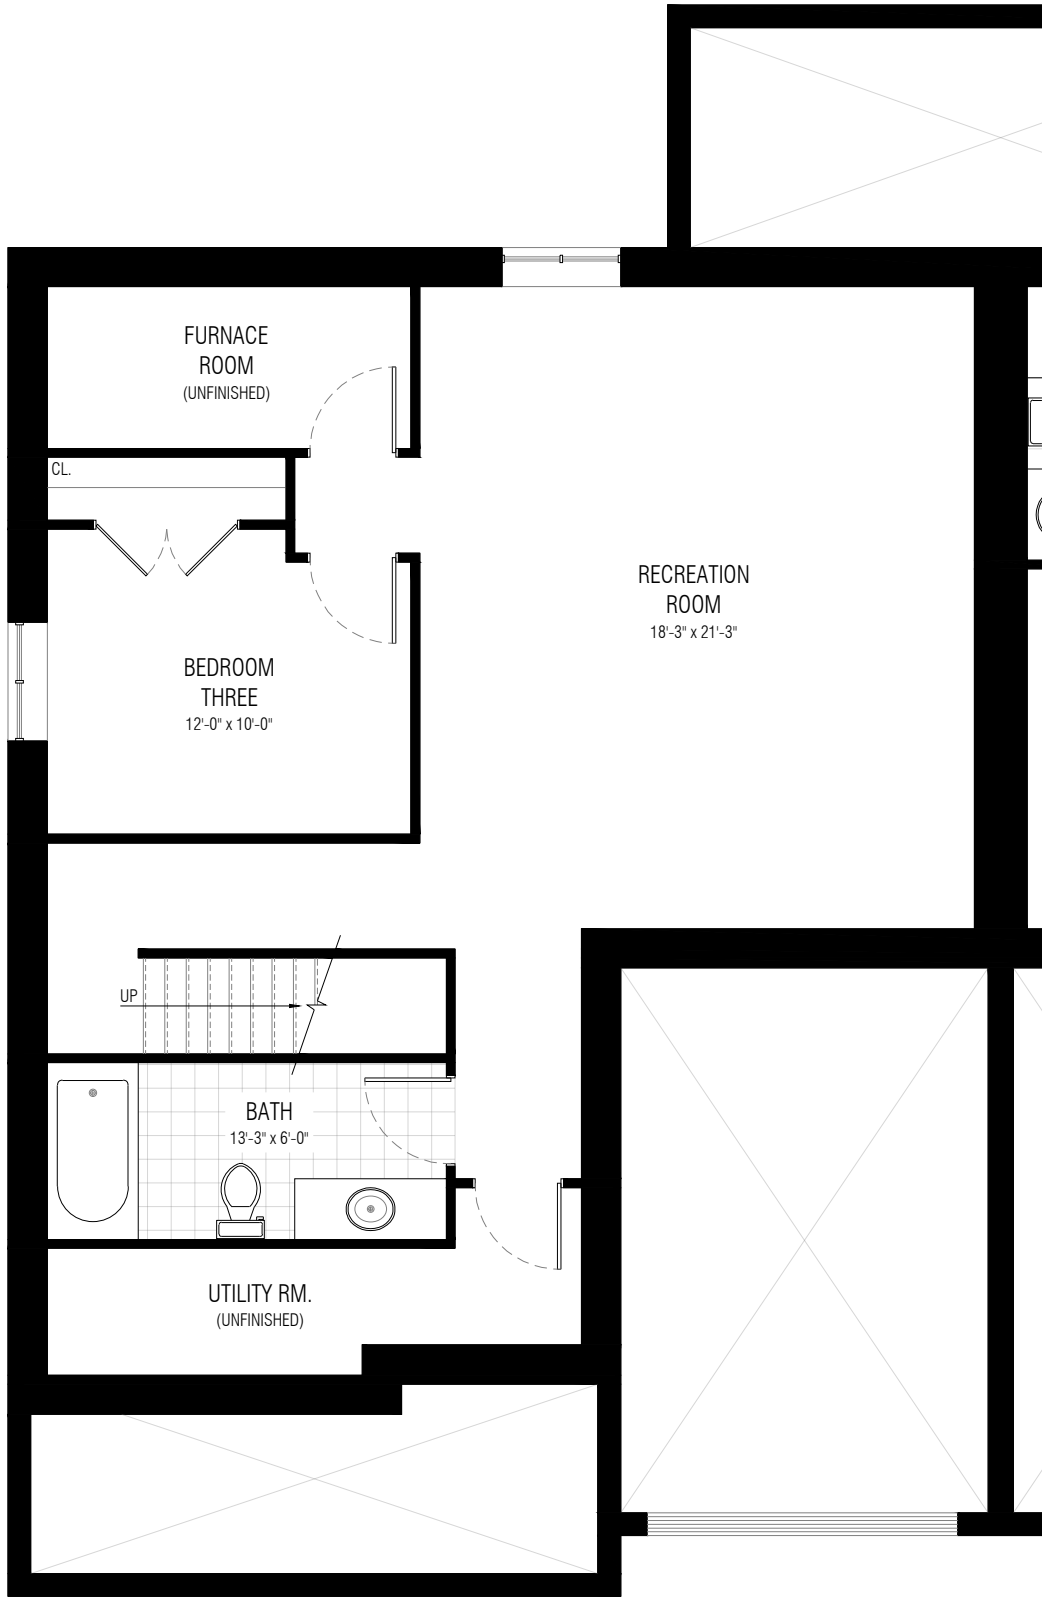 FURNACE
ROOM
(UNFINISHED)
CL.
RECREATION
ROOM
18'-3" x 21'-3"
BEDROOM
THREE
12'-0" x 10'-0"
UP
BATH
13'-3" x 6'-0"
UTILITY RM.
(UNFINISHED)